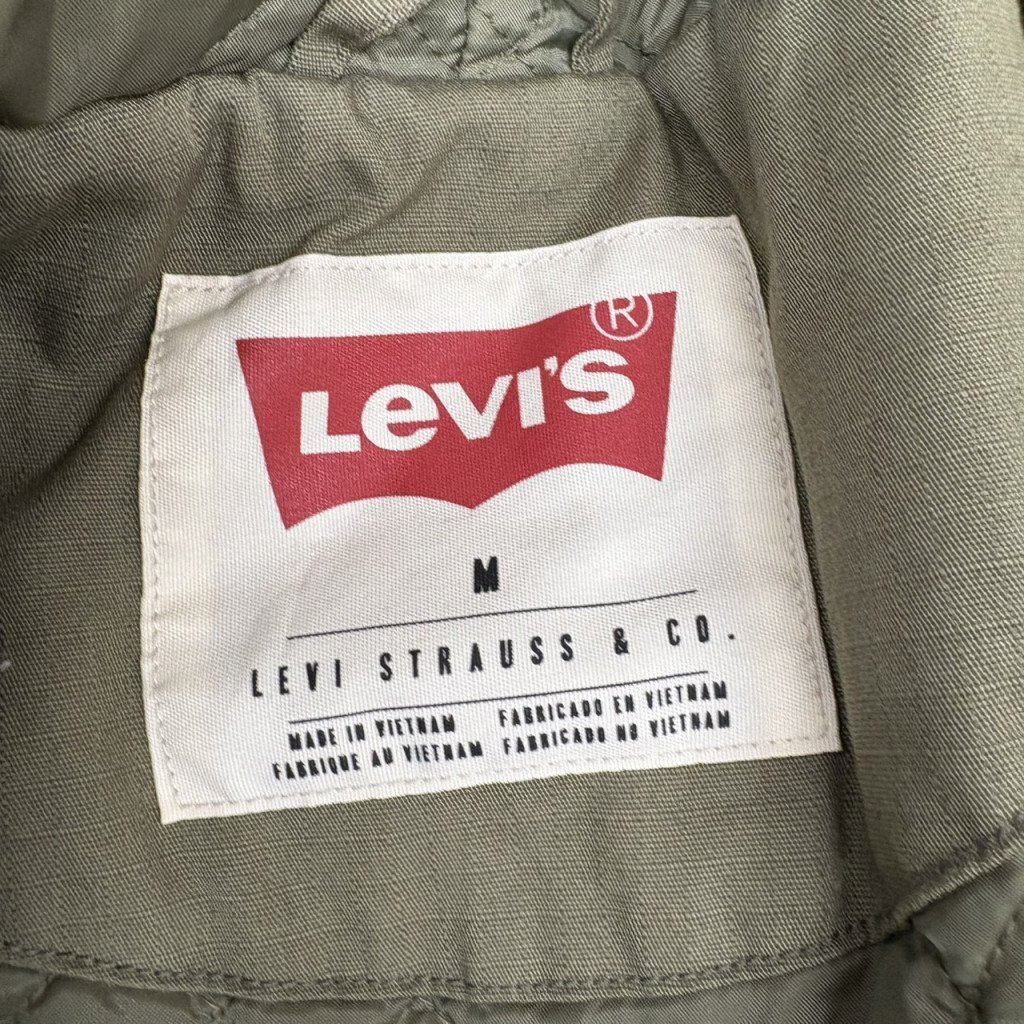 ®
LEVI'S
M
LEVI STRAUSS & CO.
MADE IN VIETNAM
FABRIQUE AU VIETNAM
FABRICADO EN VIETNAM
FABRICADO NO VIETNAM